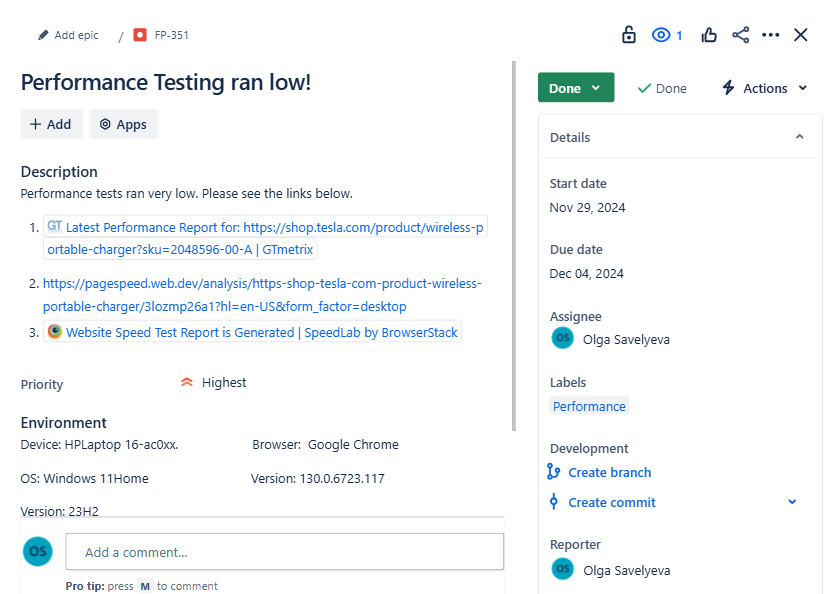 Add epic / FP-351
1
Performance Testing ran low!
Add Apps
Description
Performance tests ran very low. Please see the links below.
1. GT Latest Performance Report for: https://shop.tesla.com/product/wireless-p
ortable-charger?sku=2048596-00-A | GTmetrix
2. https://pagespeed.web.dev/analysis/https-shop-tesla-com-product-wireless-
portable-charger/3lozmp26a1?hl=en-US&form_factor=desktop
3. Website Speed Test Report is Generated | SpeedLab by BrowserStack
Priority Highest
Environment
Device: HPLaptop 16-ac0xx. Browser: Google Chrome
OS: Windows 11Home Version: 130.0.6723.117
Version: 23H2
OS Add a comment...
Pro tip: press M to comment
Done Done Actions
Details
Start date
Nov 29, 2024
Due date
Dec 04, 2024
Assignee
OS Olga Savelyeva
Labels
Performance
Development
Create branch
Create commit
Reporter
OS Olga Savelyeva